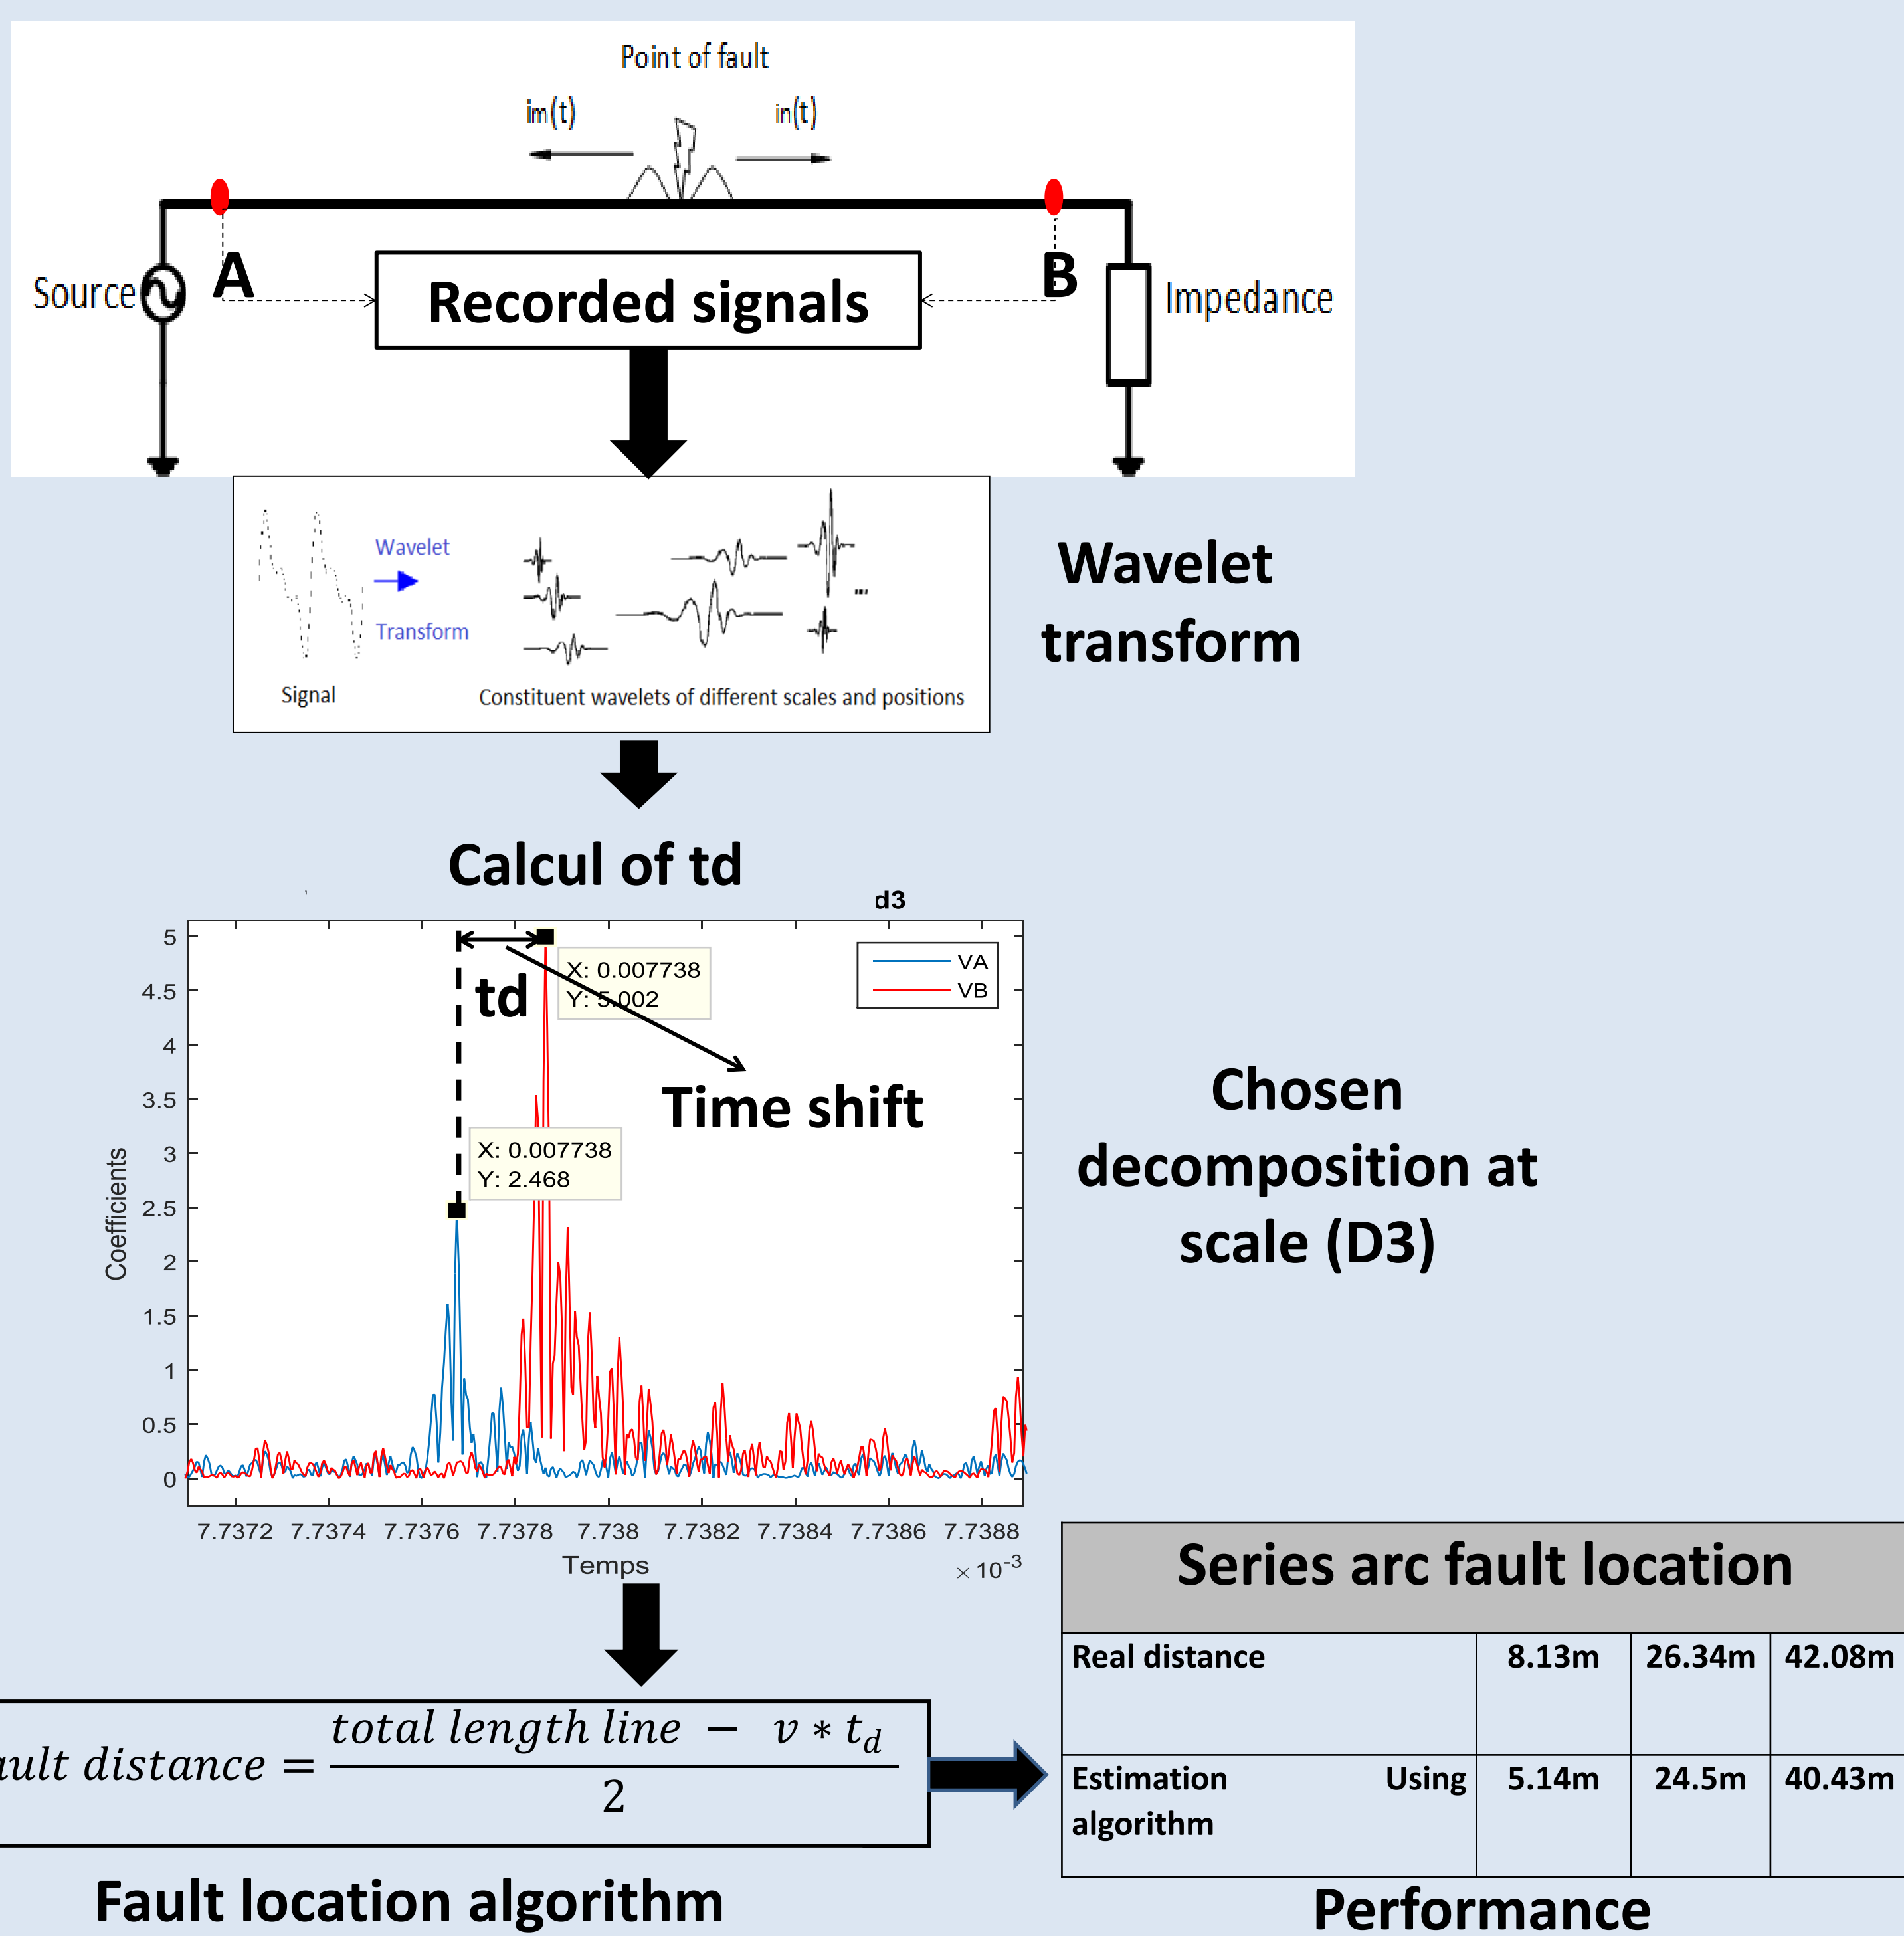 Point of fault
im(t)
in(t)
A
B
Source
Recorded signals
Impedance
Wavelet
Transform
Signal
Constituent wavelets of different scales and positions
...
Wavelet
transform
Calcul of td
d3
5
4.5
4
3.5
3
2.5
2
1.5
1
0.5
0
Coefficients
td
X: 0.007738
Y: 5.002
VA
VB
Time shift
X: 0.007738
Y: 2.468
7.7372 7.7374 7.7376 7.7378 7.738 7.7382 7.7384 7.7386 7.7388
Temps
×10-3
Chosen
decomposition at
scale (D3)
Series arc fault location
Real distance 8.13m 26.34m 42.08m
Estimation Using 5.14m 24.5m 40.43m
algorithm
Performance
total length line − v ∗ td
ault distance =
2
Fault location algorithm